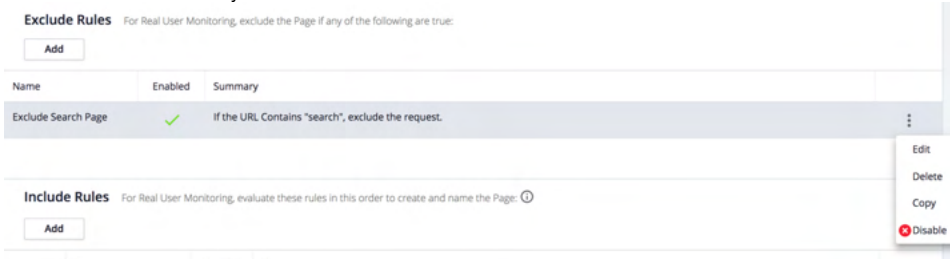 Exclude Rules For Real User Monitoring, exclude the Page if any of the following are true:
Add
Name Enabled Summary
Exclude Search Page If the URL Contains "search", exclude the request.
Edit
Delete
Include Rules For Real User Monitoring, evaluate these rules in this order to create and name the Page:
Copy
Add
Disable